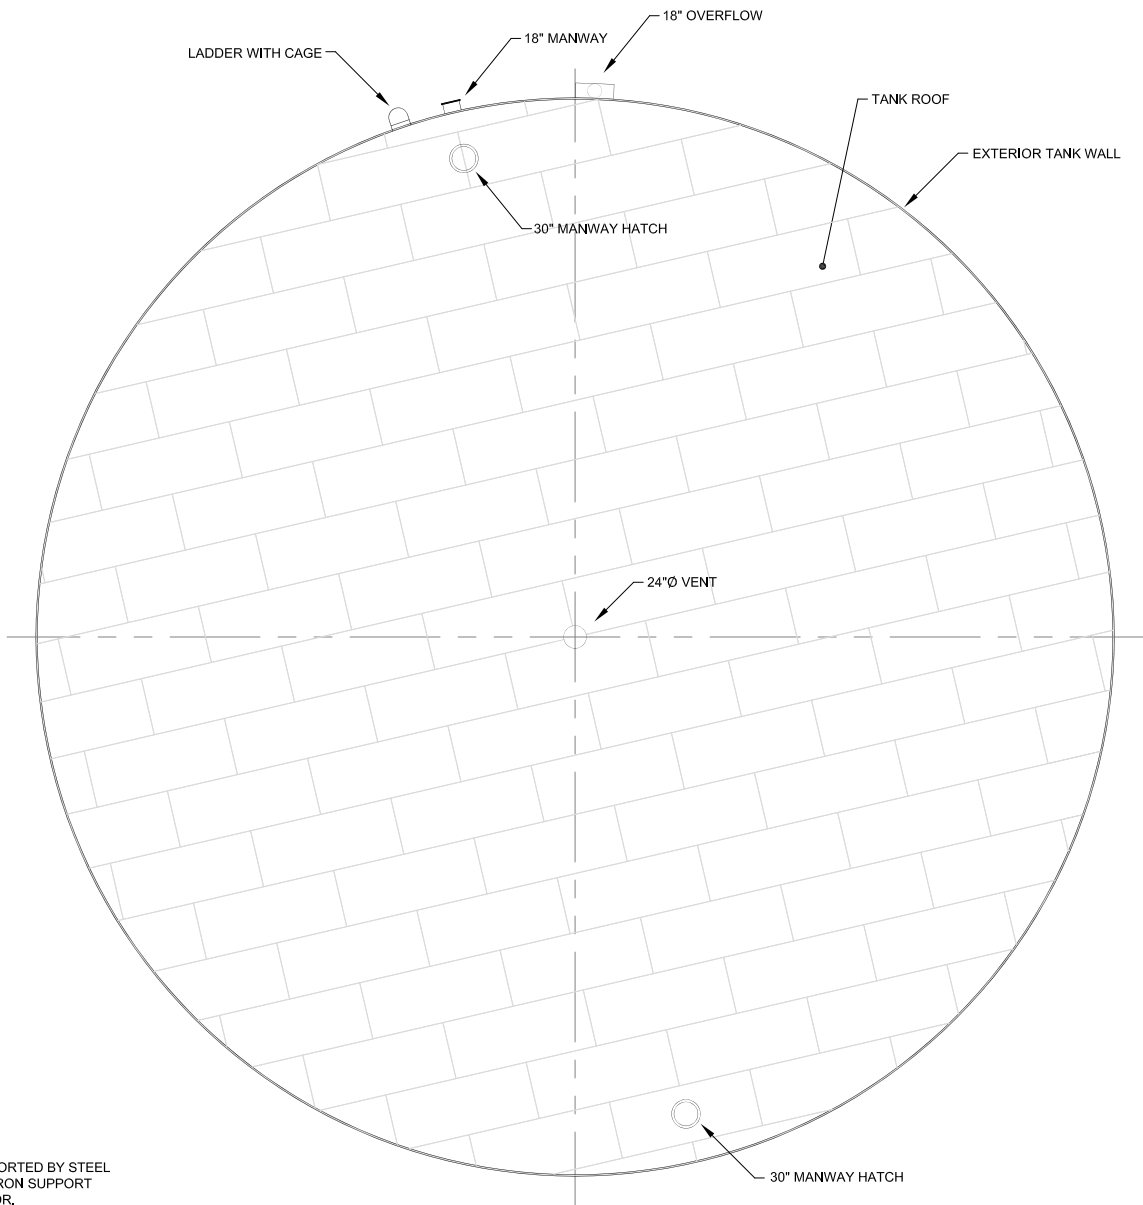 18" OVERFLOW
18" MANWAY
LADDER WITH CAGE
TANK ROOF
EXTERIOR TANK WALL
30" MANWAY HATCH
24"Ø VENT
30" MANWAY HATCH
ORTED BY STEEL
RON SUPPORT
OR.